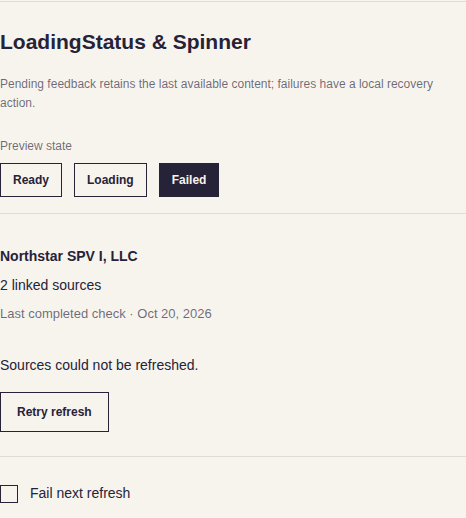 LoadingStatus & Spinner
Pending feedback retains the last available content; failures have a local recovery
action.
Preview state
Ready
Loading
Failed
Northstar SPV I, LLC
2 linked sources
Last completed check · Oct 20, 2026
Sources could not be refreshed.
Retry refresh
Fail next refresh